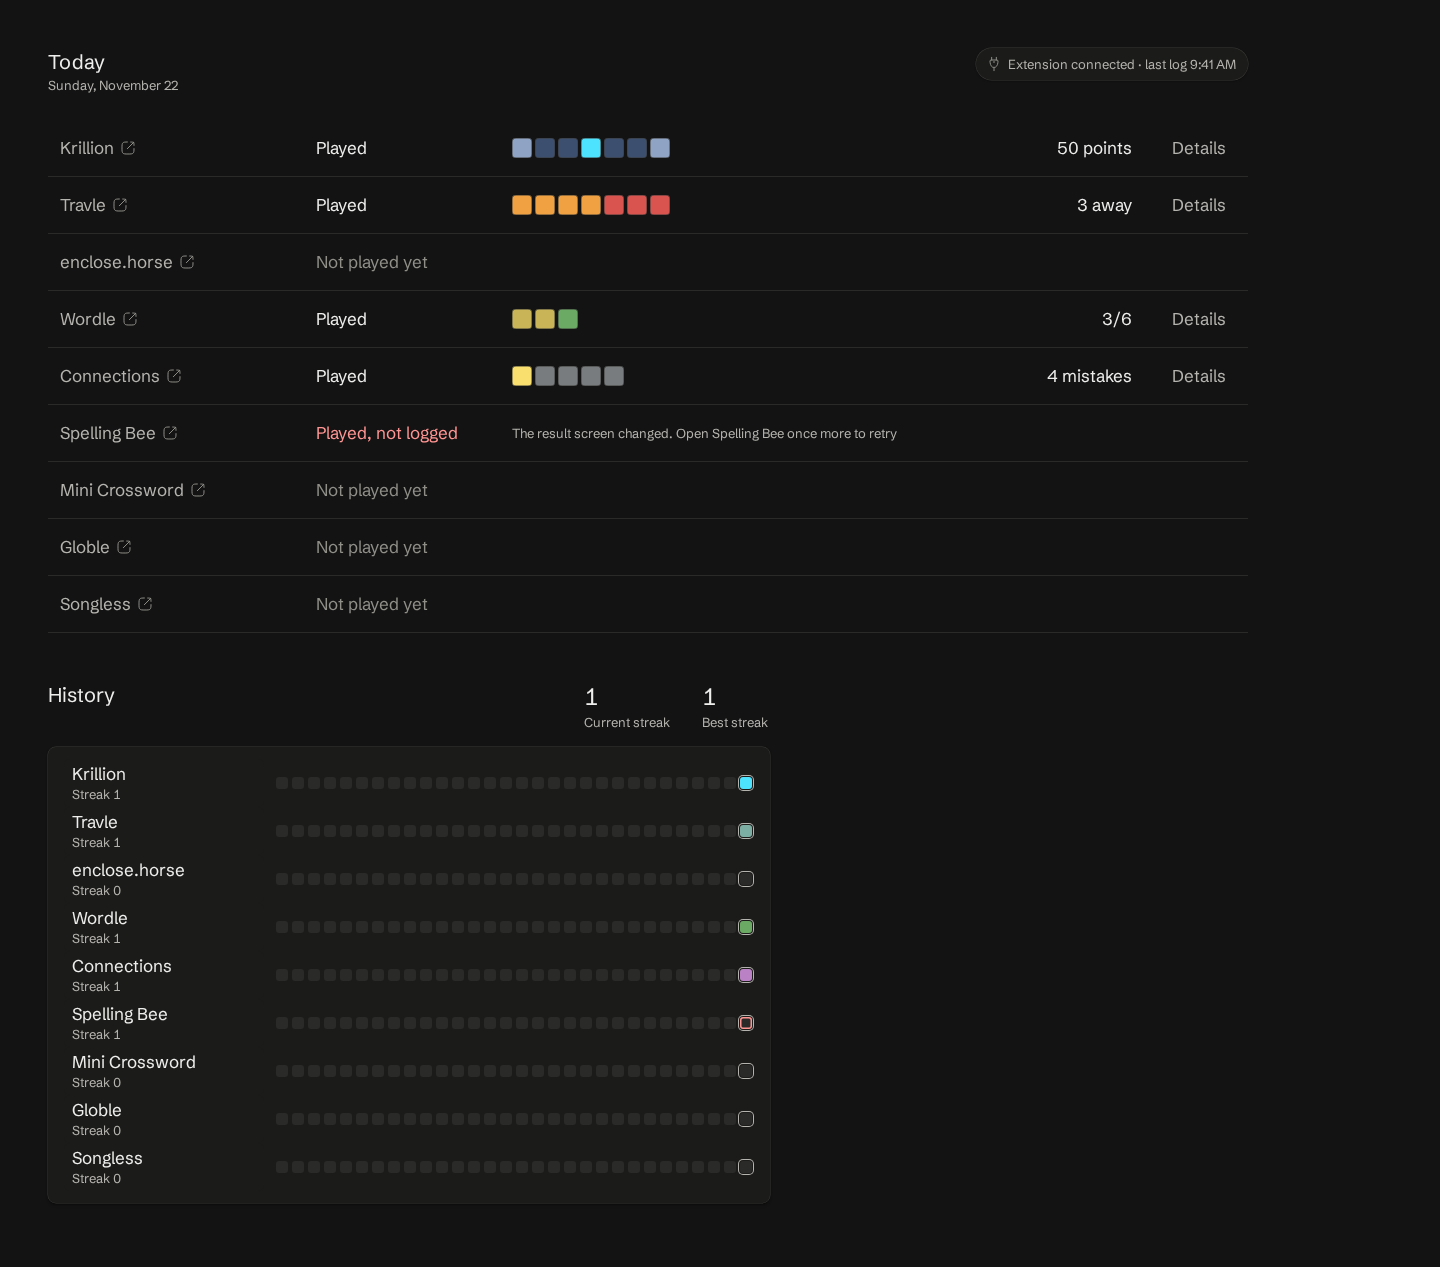 Today
Sunday, November 22
Extension connected · last log 9:41 AM
Krillion Played 50 points Details
Travle Played 3 away Details
enclose.horse Not played yet
Wordle Played 3/6 Details
Connections Played 4 mistakes Details
Spelling Bee Played, not logged The result screen changed. Open Spelling Bee once more to retry
Mini Crossword Not played yet
Globle Not played yet
Songless Not played yet
History
1 1
Current streak Best streak
Krillion
Streak 1
Travle
Streak 1
enclose.horse
Streak 0
Wordle
Streak 1
Connections
Streak 1
Spelling Bee
Streak 1
Mini Crossword
Streak 0
Globle
Streak 0
Songless
Streak 0